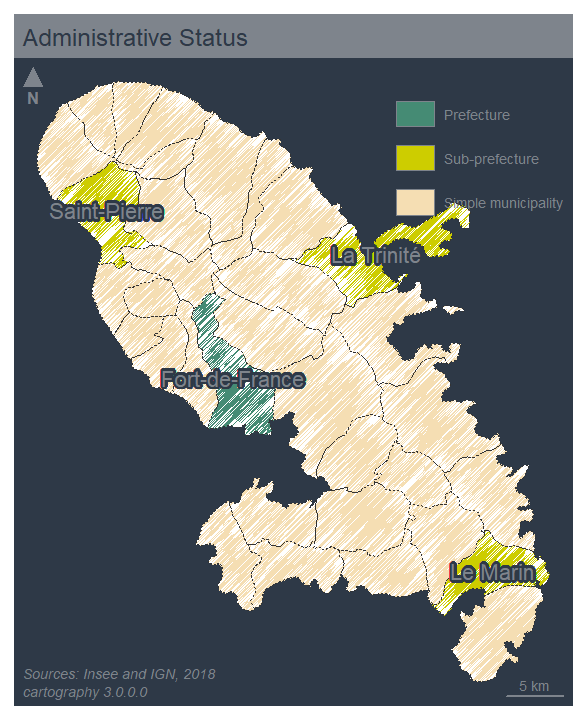 Administrative Status
N
Prefecture
Sub-prefecture
Simple municipality
Saint-Pierre
La Trinité
Fort-de-France
Le Marin
Sources: Insee and IGN, 2018
cartography 3.0.0.0
5 km